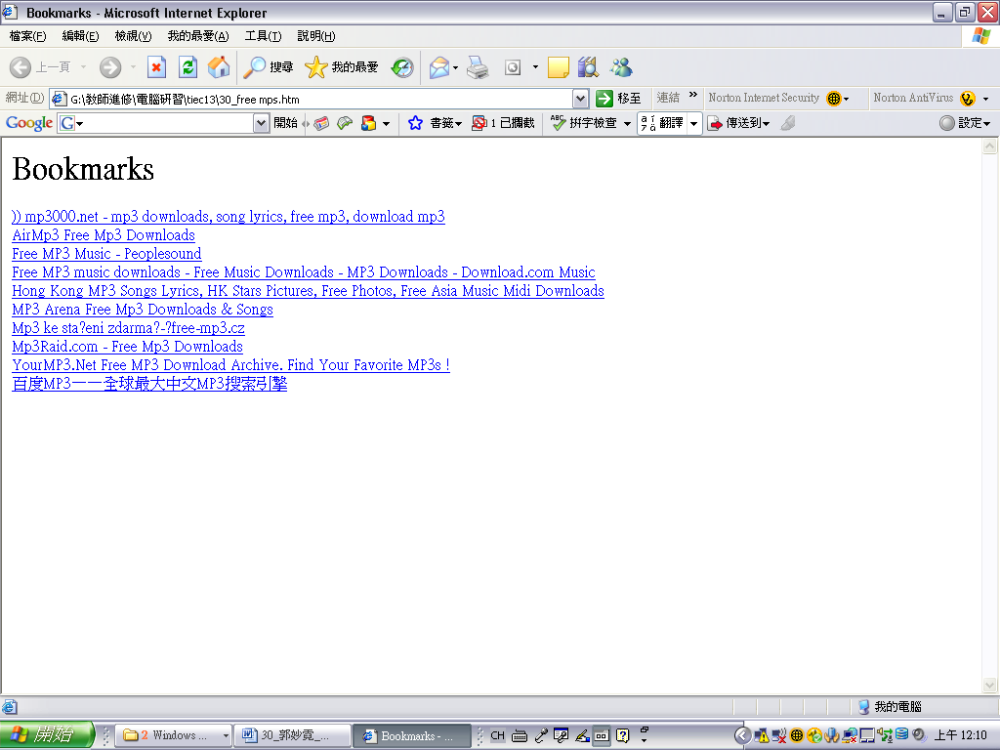 Bookmarks - Microsoft Internet Explorer
檔案(F) 編輯(E) 檢視(V) 我的最愛(A) 工具(T) 說明(H)
上一頁 搜尋 我的最愛
網址(D) G:\教師進修\電腦研習\tiec13\30_free mps.htm 移至 連結 » Norton Internet Security Norton AntiVirus
Google G 開始 書籤 1 已攔截 ABC 拼字檢查 翻譯 傳送到 設定
Bookmarks
)) mp3000.net - mp3 downloads, song lyrics, free mp3, download mp3
AirMp3 Free Mp3 Downloads
Free MP3 Music - Peoplesound
Free MP3 music downloads - Free Music Downloads - MP3 Downloads - Download.com Music
Hong Kong MP3 Songs Lyrics, HK Stars Pictures, Free Photos, Free Asia Music Midi Downloads
MP3 Arena Free Mp3 Downloads & Songs
Mp3 ke sta?eni zdarma?-?free-mp3.cz
Mp3Raid.com - Free Mp3 Downloads
YourMP3.Net Free MP3 Download Archive. Find Your Favorite MP3s !
百度MP3——全球最大中文MP3搜索引擎
我的電腦
開始 2 Windows ... 30_郭妙霓_... Bookmarks - ... CH 上午 12:10